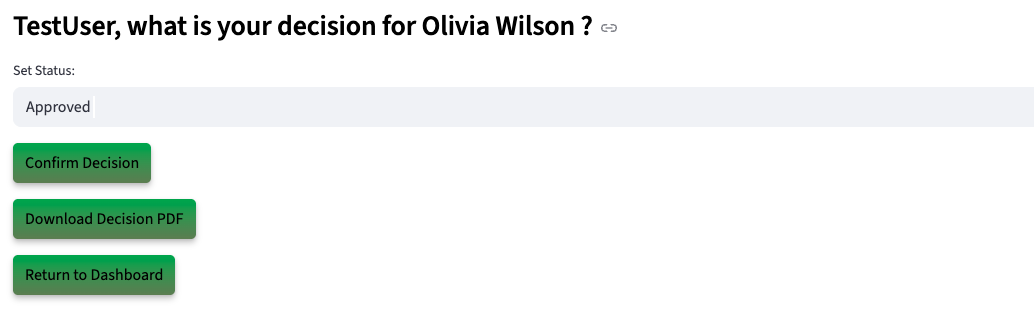 TestUser, what is your decision for Olivia Wilson ?
Set Status:
Approved
Confirm Decision
Download Decision PDF
Return to Dashboard